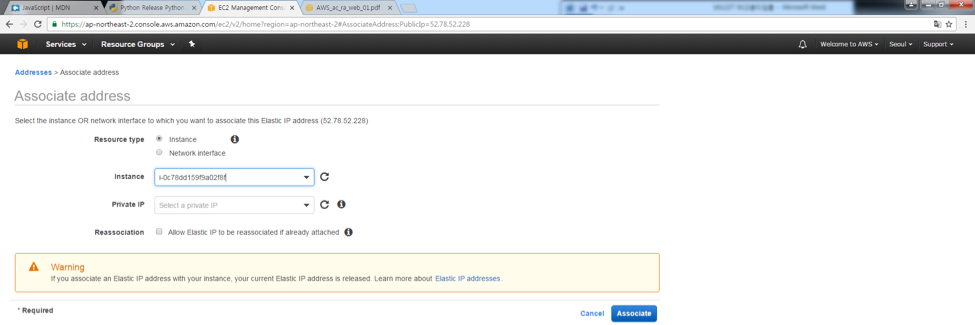 JavaScript | MDN
Python Release Python
EC2 Management Conso
AWS_ac_ra_web_01.pdf
https://ap-northeast-2.console.aws.amazon.com/ec2/v2/home?region=ap-northeast-2#AssociateAddress:PublicIp=52.78.52.228
Services
Resource Groups
Welcome to AWS
Seoul
Support
Addresses > Associate address
Associate address
Select the instance OR network interface to which you want to associate this Elastic IP address (52.78.52.228)
Resource type
Instance
Network interface
Instance
i-0c78dd159f9a02f8f
Private IP
Select a private IP
Reassociation
Allow Elastic IP to be reassociated if already attached
Warning
If you associate an Elastic IP address with your instance, your current Elastic IP address is released. Learn more about Elastic IP addresses.
* Required
Cancel
Associate